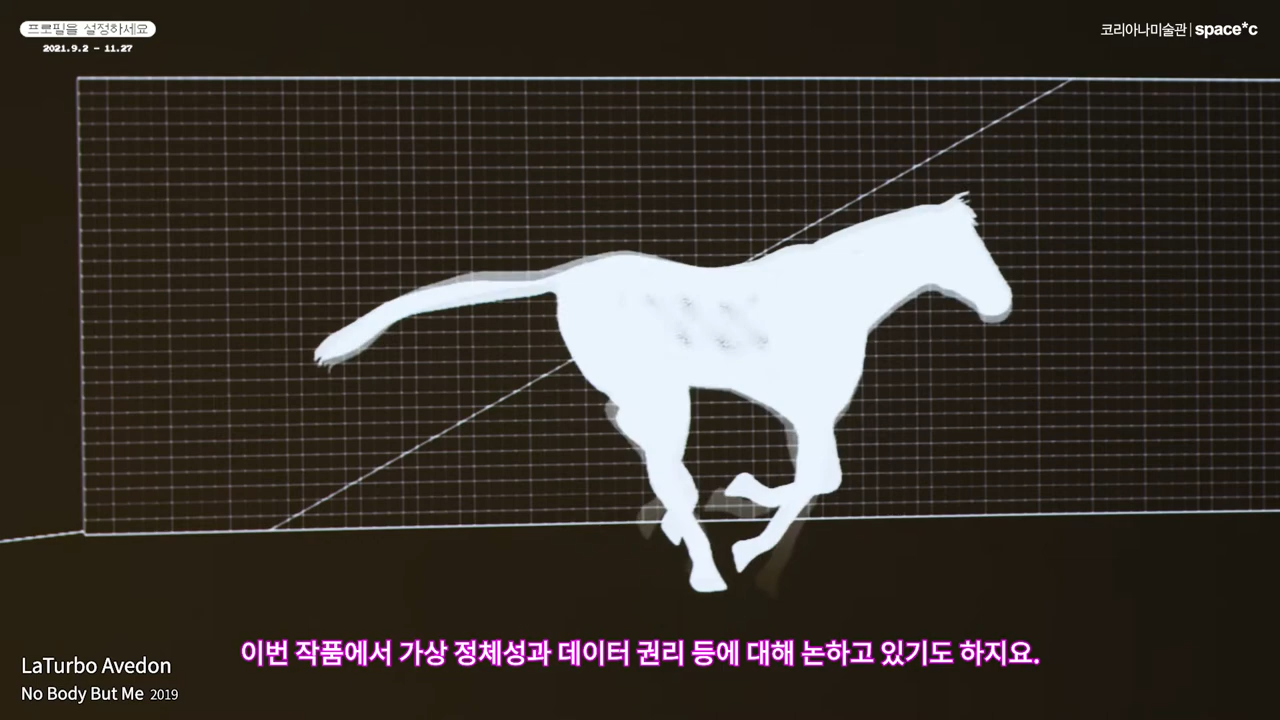 프로필을 설정하세요
2021.9.2 - 11.27
코리아나미술관 | space*c
이번 작품에서 가상 정체성과 데이터 권리 등에 대해 논하고 있기도 하지요.
LaTurbo Avedon
No Body But Me 2019